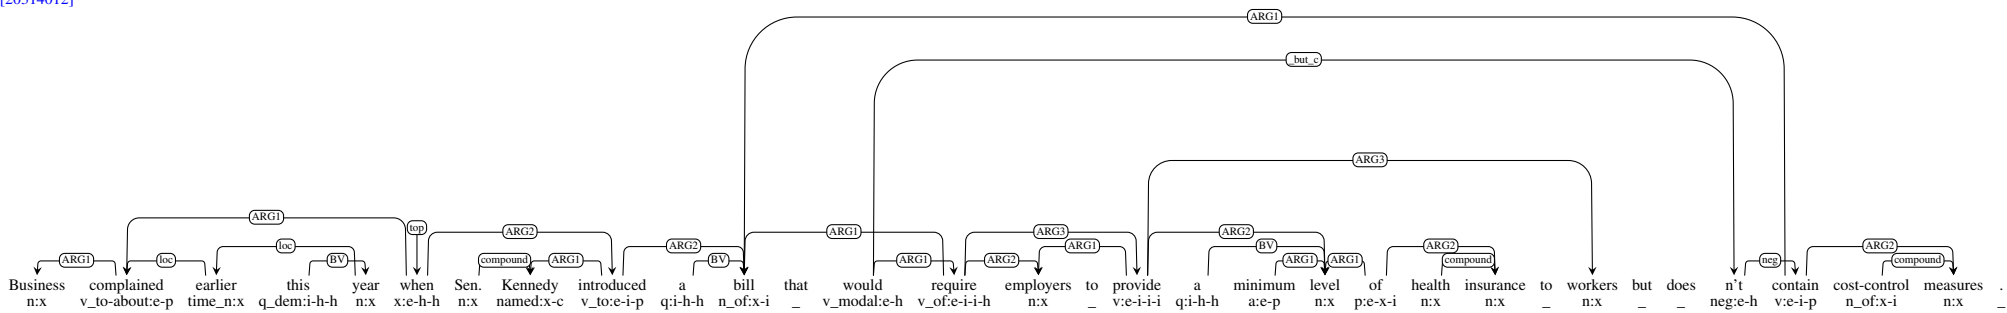 [20314012]
ARG1
_but_c
ARG3
ARG1 top ARG2 ARG1 ARG3 ARG2
loc ARG2 ARG1 BV ARG2 ARG2
ARG1 loc BV compound ARG1 BV ARG1 ARG2 ARG1 ARG1 compound neg compound
Business complained earlier this year when Sen. Kennedy introduced a bill that would require employers to provide a minimum level of health insurance to workers but does n't contain cost-control measures .
n:x v_to-about:e-p time_n:x q_dem:i-h-h n:x x:e-h-h n:x named:x-c v_to:e-i-p q:i-h-h n_of:x-i _ v_modal:e-h v_of:e-i-i-h n:x _ v:e-i-i-i q:i-h-h a:e-p n:x p:e-x-i n:x n:x _ n:x _ _ neg:e-h v:e-i-p n_of:x-i n:x _